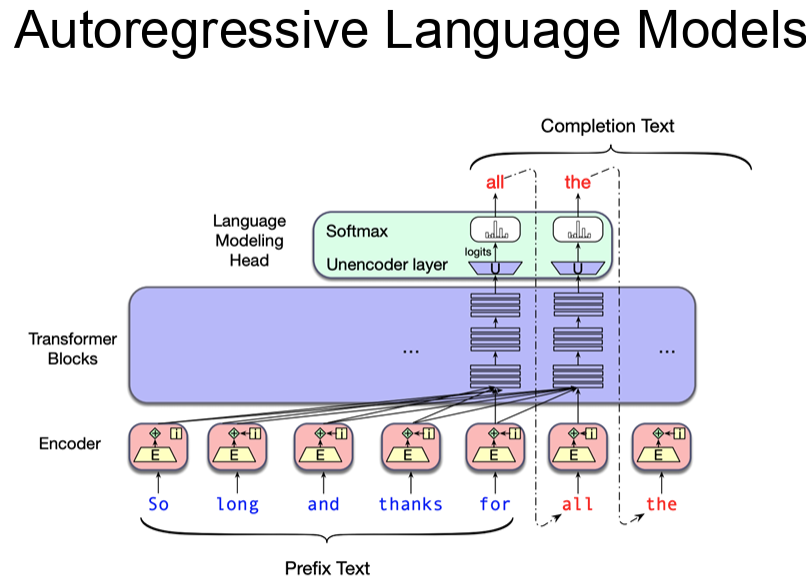 Autoregressive Language Models
Completion Text
all the
Language
Modeling
Head
Softmax
logits
Unencoder layer
U U
Transformer
Blocks
... ...
Encoder
i i i i i i i
E E E E E E E
So long and thanks for all the
Prefix Text